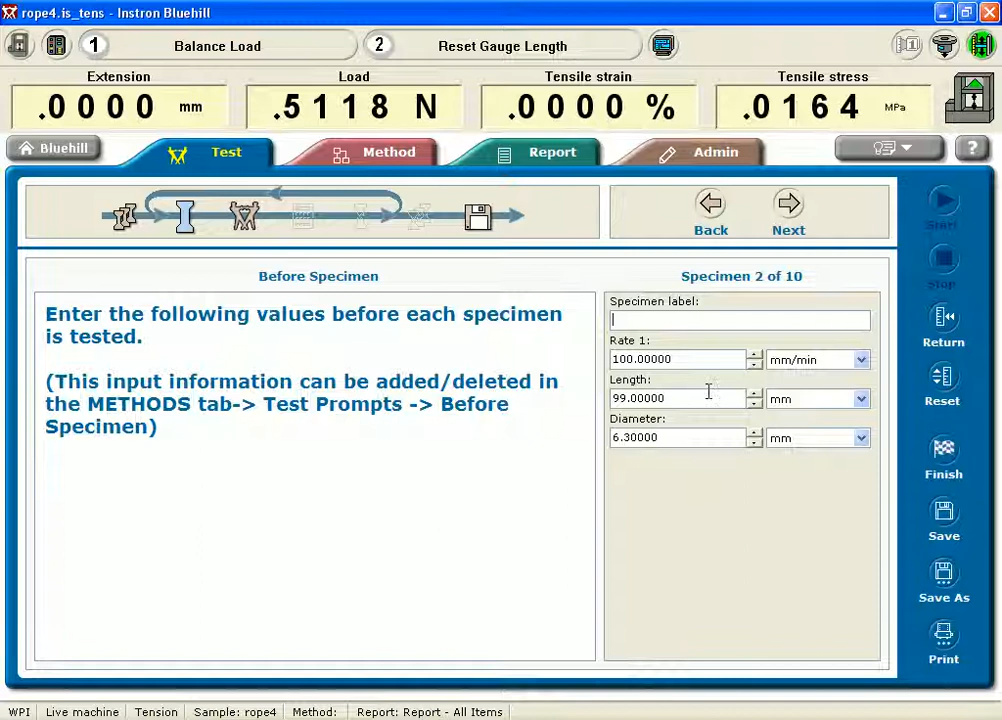 rope4.is_tens - Instron Bluehill
1 Balance Load 2 Reset Gauge Length
Extension Load Tensile strain Tensile stress
.0000 mm .5118 N .0000 % .0164 MPa
Bluehill Test Method Report Admin ?
Back Next
Start
Stop
Return
Reset
Finish
Save
Save As
Print
Before Specimen
Enter the following values before each specimen
is tested.
(This input information can be added/deleted in
the METHODS tab-> Test Prompts -> Before
Specimen)
Specimen 2 of 10
Specimen label:
Rate 1:
100.00000 mm/min
Length:
99.00000 mm
Diameter:
6.30000 mm
WPI Live machine Tension Sample: rope4 Method: Report: Report - All Items